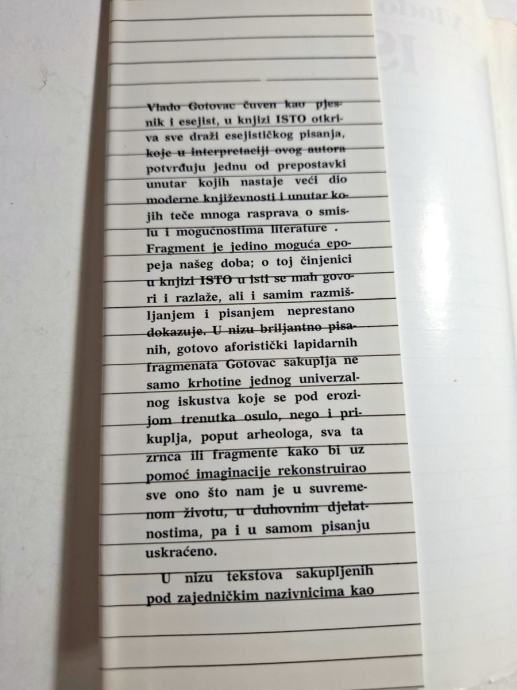 Vlado Gotovac čuven kao pjes-
nik i esejist, u knjizi ISTO otkri-
va sve draži esejističkog pisanja,
koje u interpretaciji ovog autora
potvrđuju jednu od prepostavki
unutar kojih nastaje veći dio
moderne književnosti i unutar ko-
jih teče mnoga rasprava o smis-
lu i mogućnostima literature .
Fragment je jedino moguća epo-
peja našeg doba; o toj činjenici
u knjizi ISTO u isti se mah govo-
ri i razlaže, ali i samim razmiš-
ljanjem i pisanjem neprestano
dokazuje. U nizu briljantno pisa-
nih, gotovo aforistički lapidarnih
fragmenata Gotovac sakuplja ne
samo krhotine jednog univerzal-
nog iskustva koje se pod erozi-
jom trenutka osulo, nego i pri-
kuplja, poput arheologa, sva ta
zrnca ili fragmente kako bi uz
pomoć imaginacije rekonstruirao
sve ono što nam je u suvreme-
nom životu, u duhovnim djelat-
nostima, pa i u samom pisanju
uskraćeno.
U nizu tekstova sakupljenih
pod zajedničkim nazivnicima kao
Vlado
IS